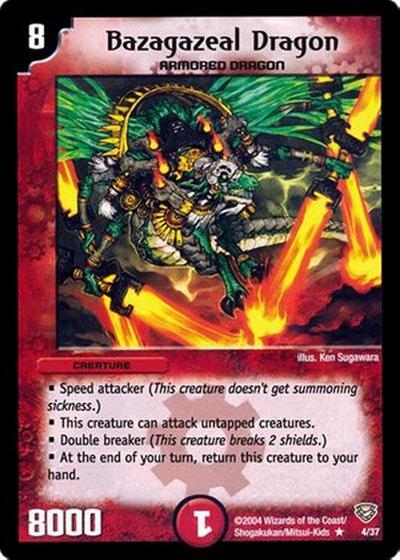 8
Bazagazeal Dragon
ARMORED DRAGON
illus. Ken Sugawara
CREATURE
▪ Speed attacker (This creature doesn't get summoning
sickness.)
▪ This creature can attack untapped creatures.
▪ Double breaker (This creature breaks 2 shields.)
▪ At the end of your turn, return this creature to your
hand.
8000
1
©2004 Wizards of the Coast/
Shogakukan/Mitsui-Kids ★ 4/37